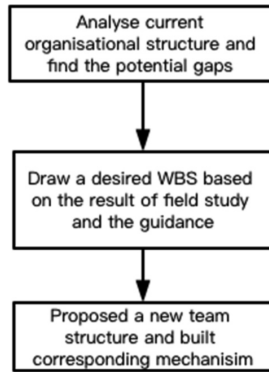 Analyse current
organisational structure and
find the potential gaps
Draw a desired WBS based
on the result of field study
and the guidance
Proposed a new team
structure and built
corresponding mechanisim